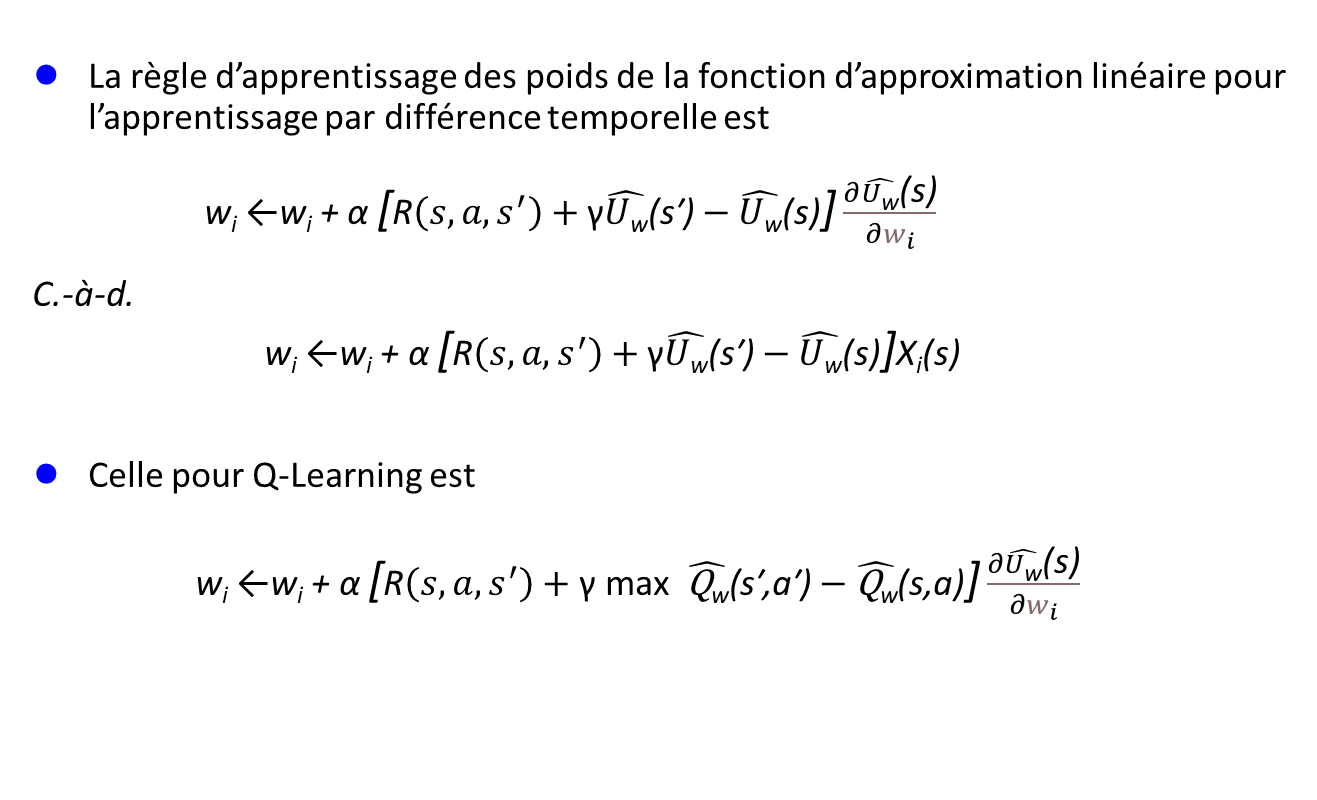 ● La règle d’apprentissage des poids de la fonction d’approximation linéaire pour
l’apprentissage par différence temporelle est
wᵢ ←wᵢ + α [R(s, a, s′) + γÛ_w(s’) − Û_w(s)] ∂Û_w(s)/∂wᵢ
C.-à-d.
wᵢ ←wᵢ + α [R(s, a, s′) + γÛ_w(s’) − Û_w(s)]Xᵢ(s)
● Celle pour Q-Learning est
wᵢ ←wᵢ + α [R(s, a, s′) + γ max Q̂_w(s’,a’) − Q̂_w(s,a)] ∂Û_w(s)/∂wᵢ